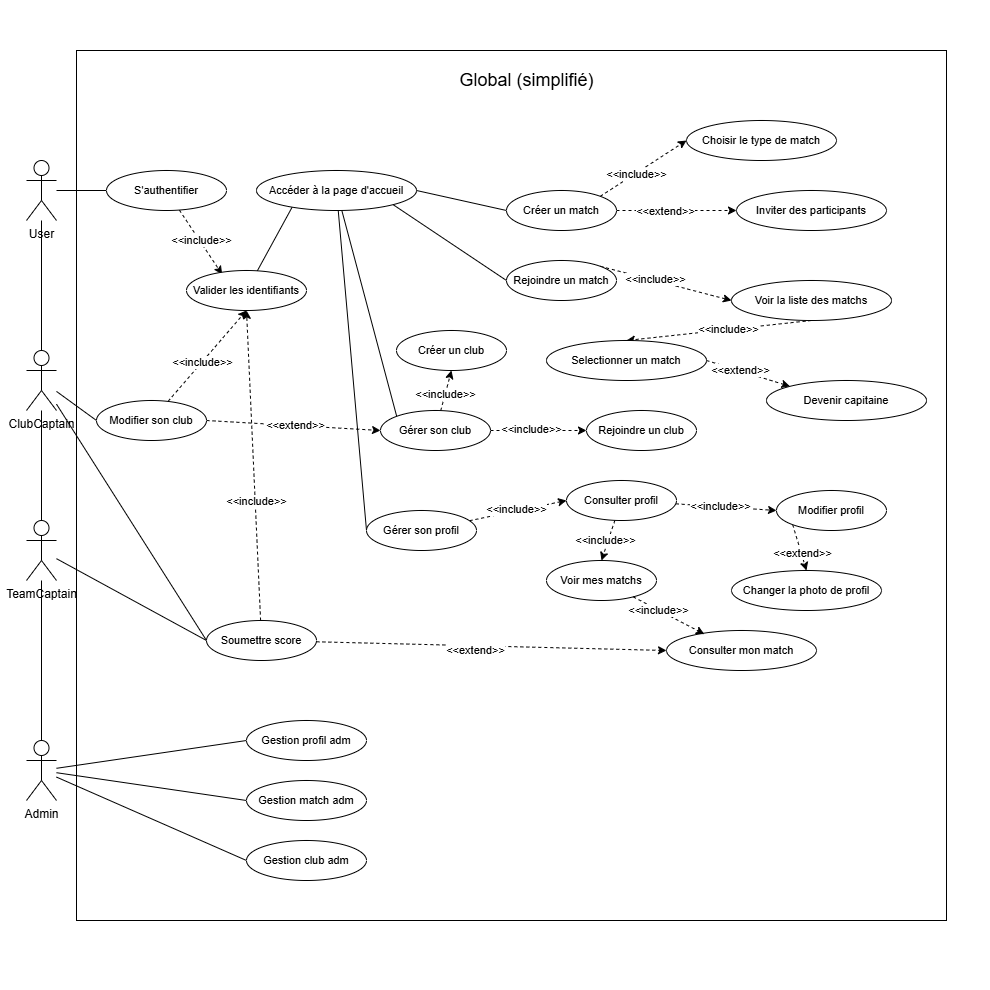 Global (simplifié)
Choisir le type de match
<<include>>
S'authentifier
Accéder à la page d'accueil
Créer un match
<<extend>>
Inviter des participants
User
<<include>>
Valider les identifiants
Rejoindre un match
<<include>>
Voir la liste des matchs
<<include>>
Créer un club
Selectionner un match
<<include>>
<<extend>>
<<include>>
Devenir capitaine
ClubCaptain
Modifier son club
<<extend>>
Gérer son club
<<include>>
Rejoindre un club
<<include>>
Consulter profil
<<include>>
<<include>>
Modifier profil
Gérer son profil
<<include>>
<<extend>>
TeamCaptain
Voir mes matchs
Changer la photo de profil
<<include>>
Soumettre score
<<extend>>
Consulter mon match
Gestion profil adm
Gestion match adm
Admin
Gestion club adm